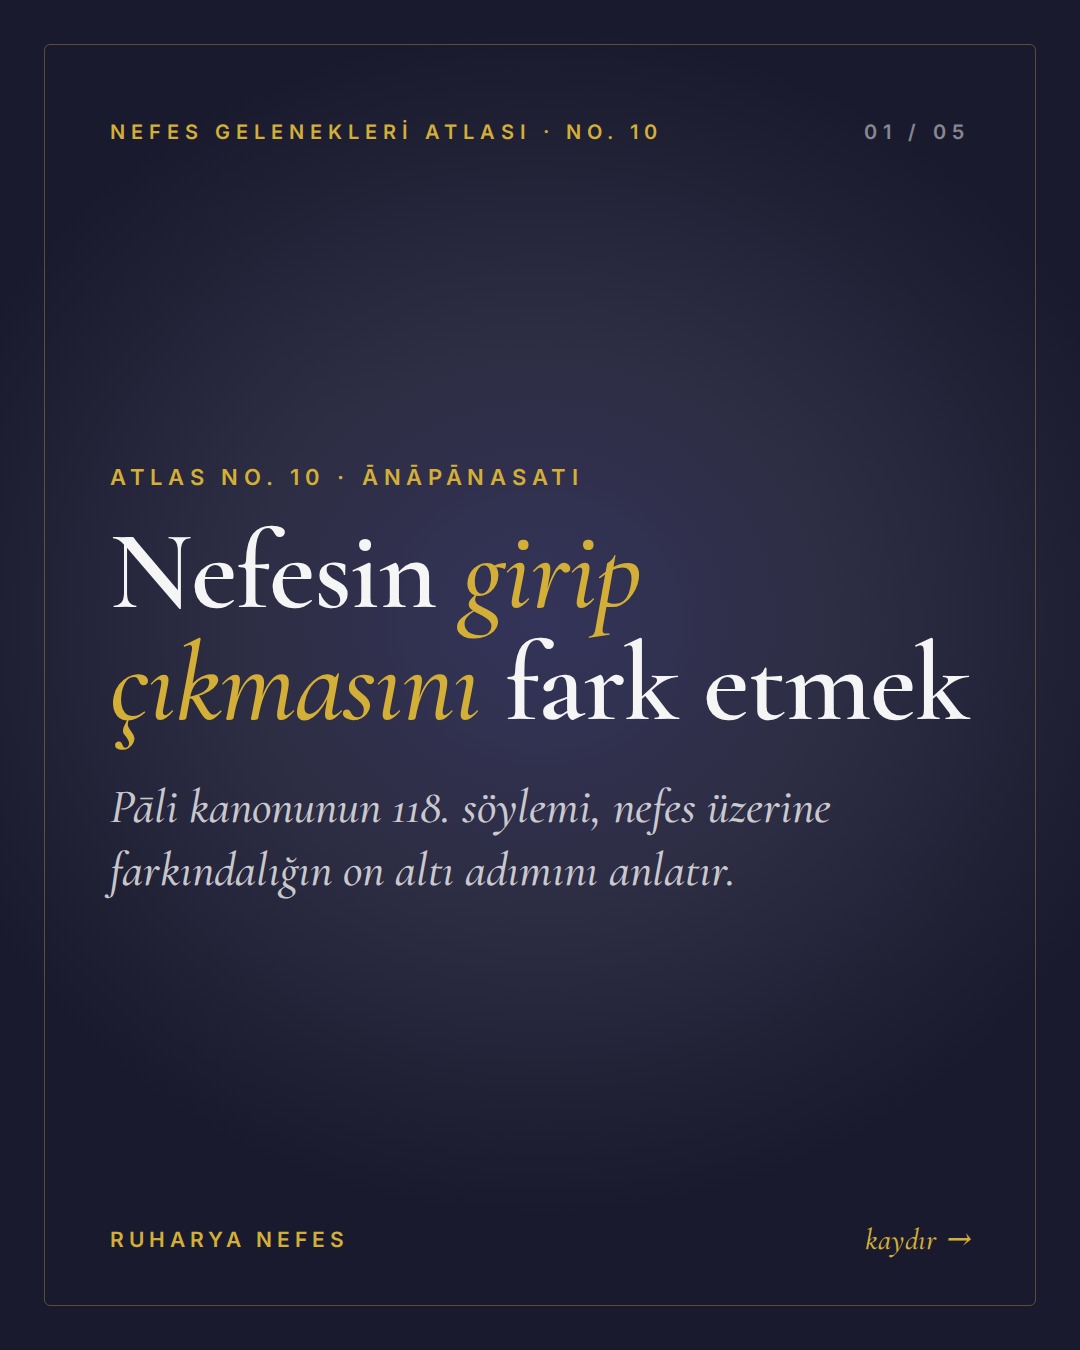 NEFES GELENEKLERİ ATLASI · NO. 10
01 / 05
ATLAS NO. 10 · ĀNĀPĀNASATI
Nefesin girip
çıkmasını fark etmek
Pāli kanonunun 118. söylemi, nefes üzerine
farkındalığın on altı adımını anlatır.
RUHARYA NEFES
kaydır →